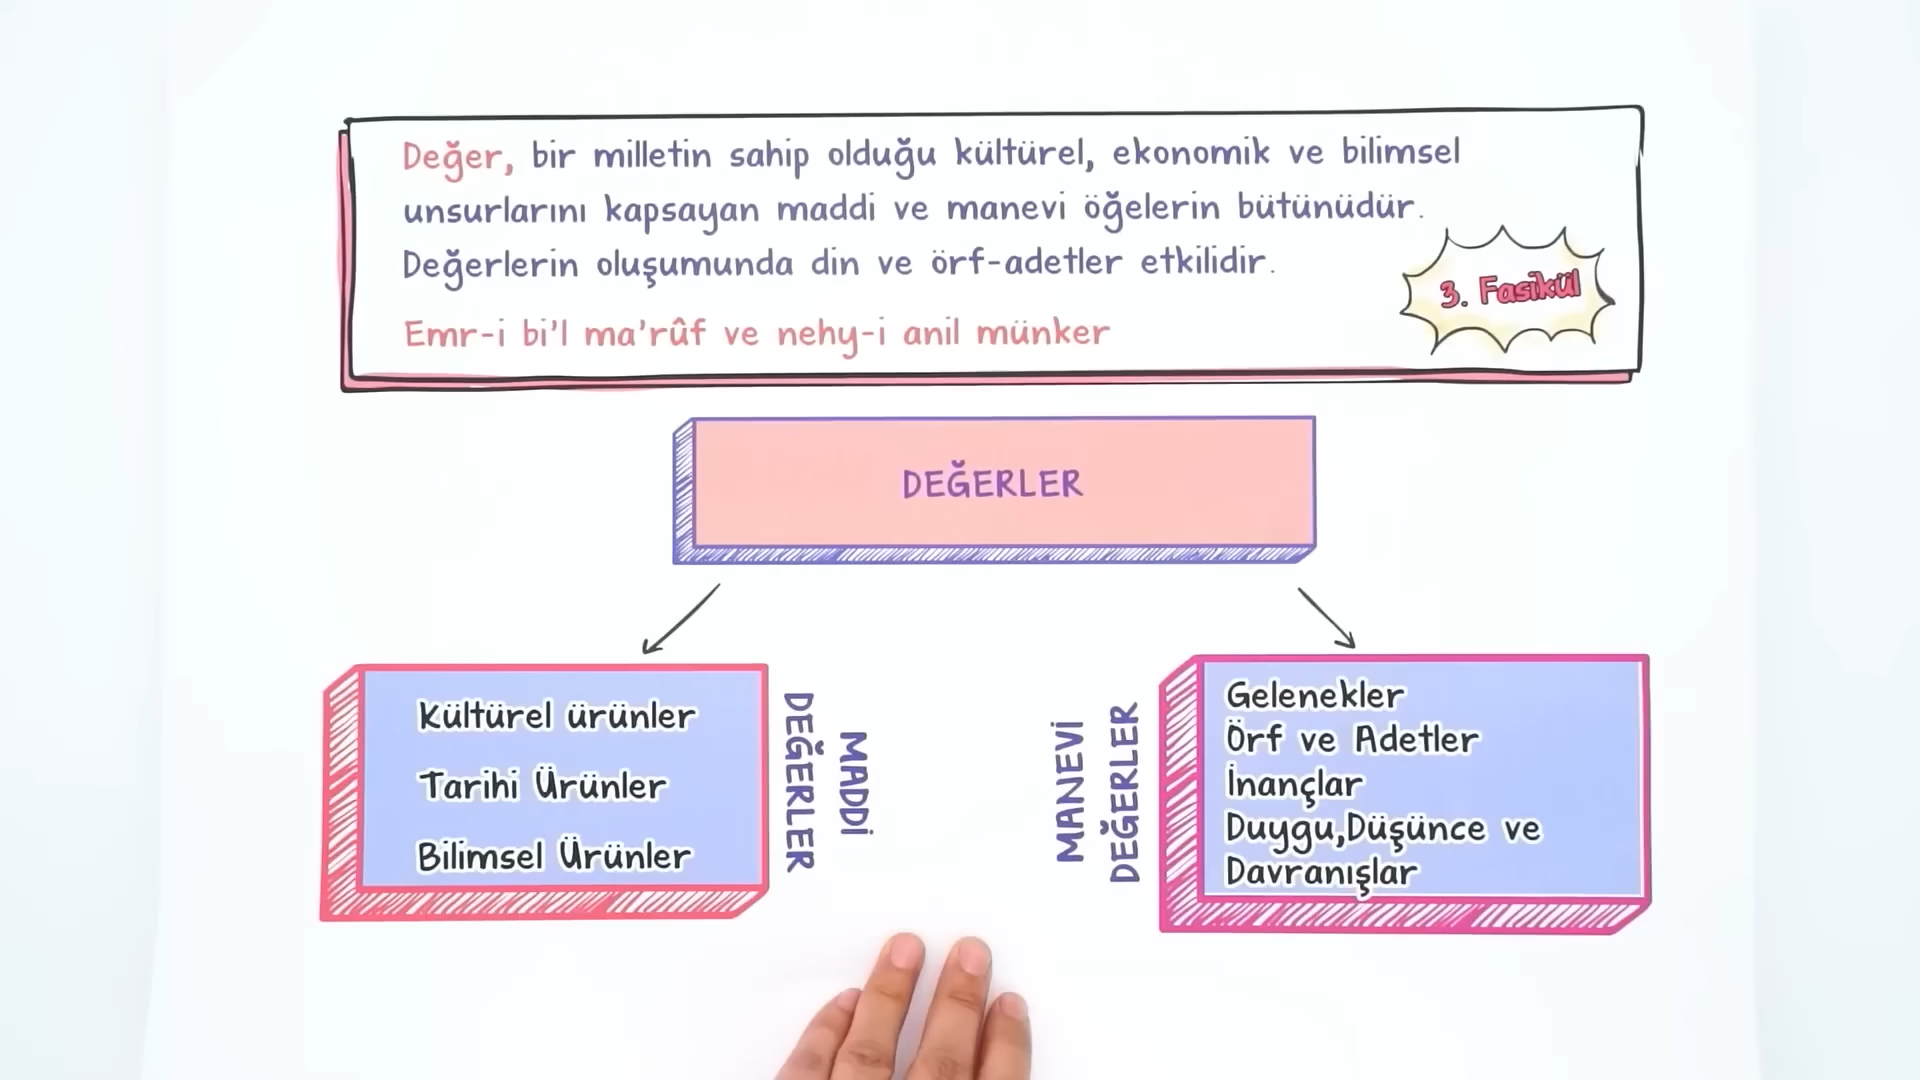 Değer, bir milletin sahip olduğu kültürel, ekonomik ve bilimsel
unsurlarını kapsayan maddi ve manevi öğelerin bütünüdür.
Değerlerin oluşumunda din ve örf-adetler etkilidir.
3. Fasikül
Emr-i bi'l ma'rûf ve nehy-i anil münker
DEĞERLER
Kültürel ürünler
Tarihi Ürünler
Bilimsel Ürünler
MADDİ
DEĞERLER
MANEVİ
DEĞERLER
Gelenekler
Örf ve Adetler
İnançlar
Duygu,Düşünce ve
Davranışlar